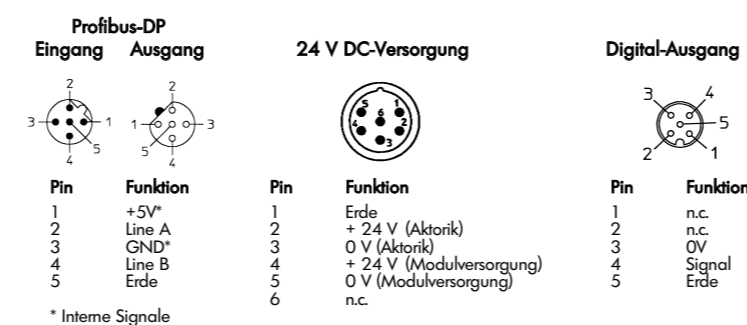 Profibus-DP
Eingang Ausgang
2
3 1
4 5
2
1 3
5 4
Pin Funktion
1 +5V*
2 Line A
3 GND*
4 Line B
5 Erde
* Interne Signale
24 V DC-Versorgung
5 1
6
4 2
3
Pin Funktion
1 Erde
2 + 24 V (Aktorik)
3 0 V (Aktorik)
4 + 24 V (Modulversorgung)
5 0 V (Modulversorgung)
6 n.c.
Digital-Ausgang
3 4
5
2 1
Pin Funktion
1 n.c.
2 n.c.
3 0V
4 Signal
5 Erde